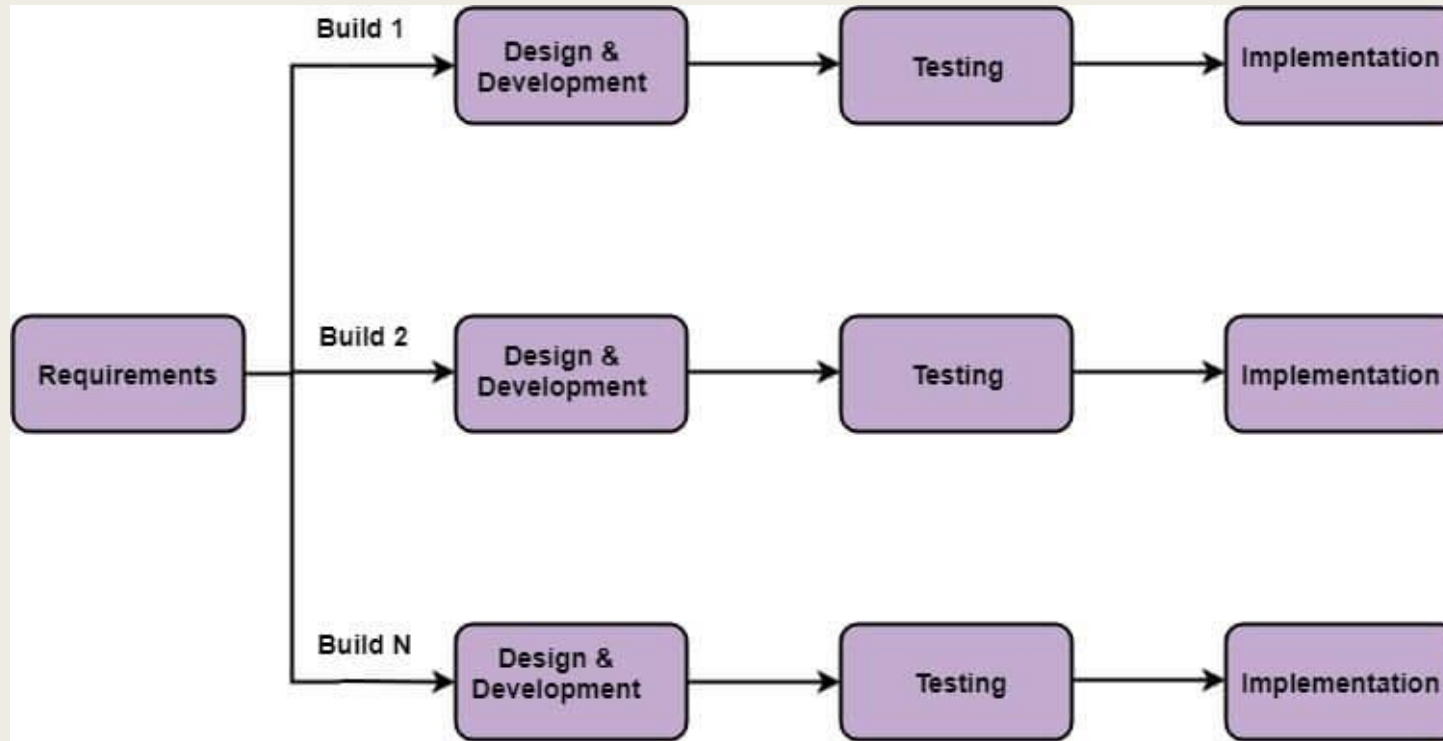 Build 1
Design &
Development
Testing
Implementation
Requirements
Build 2
Design &
Development
Testing
Implementation
Build N
Design &
Development
Testing
Implementation